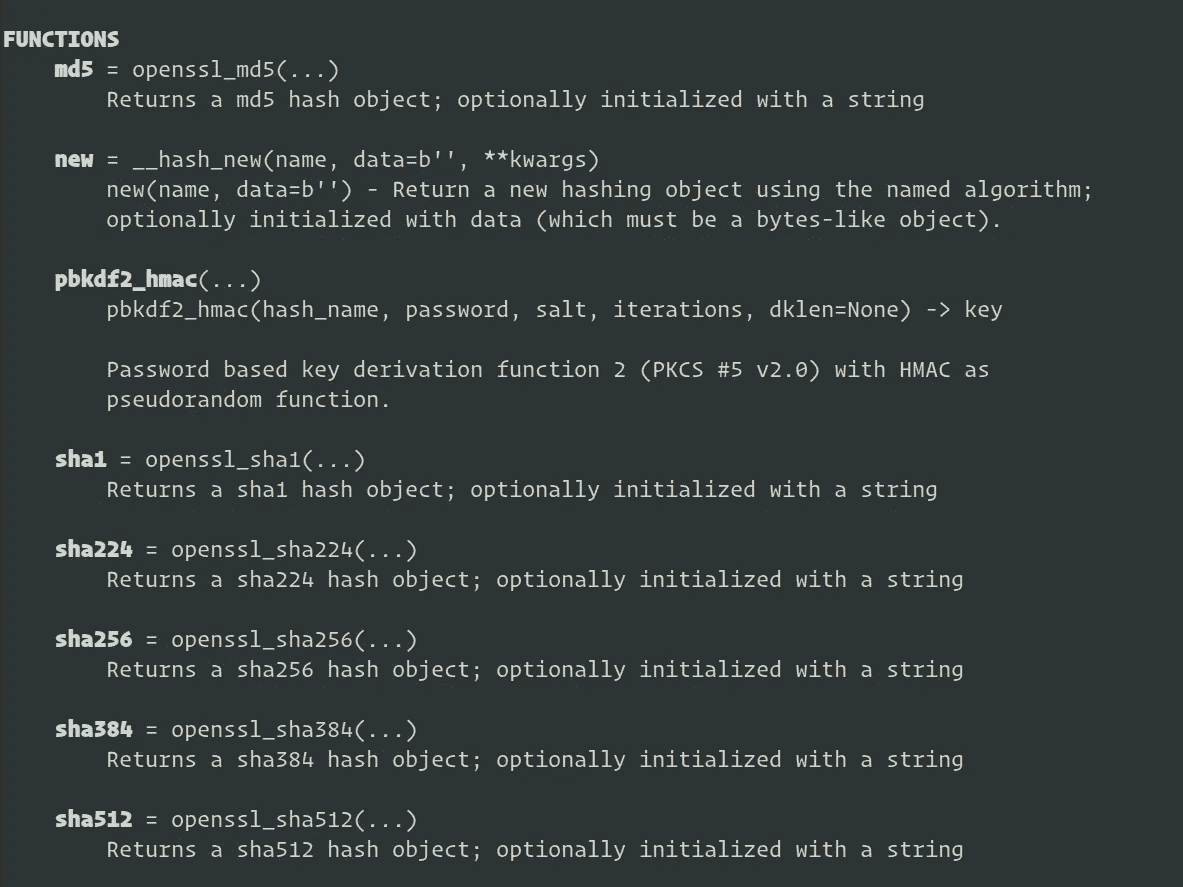 FUNCTIONS
md5 = openssl_md5(...)
Returns a md5 hash object; optionally initialized with a string
new = __hash_new(name, data=b'', **kwargs)
new(name, data=b'') - Return a new hashing object using the named algorithm;
optionally initialized with data (which must be a bytes-like object).
pbkdf2_hmac(...)
pbkdf2_hmac(hash_name, password, salt, iterations, dklen=None) -> key
Password based key derivation function 2 (PKCS #5 v2.0) with HMAC as
pseudorandom function.
sha1 = openssl_sha1(...)
Returns a sha1 hash object; optionally initialized with a string
sha224 = openssl_sha224(...)
Returns a sha224 hash object; optionally initialized with a string
sha256 = openssl_sha256(...)
Returns a sha256 hash object; optionally initialized with a string
sha384 = openssl_sha384(...)
Returns a sha384 hash object; optionally initialized with a string
sha512 = openssl_sha512(...)
Returns a sha512 hash object; optionally initialized with a string